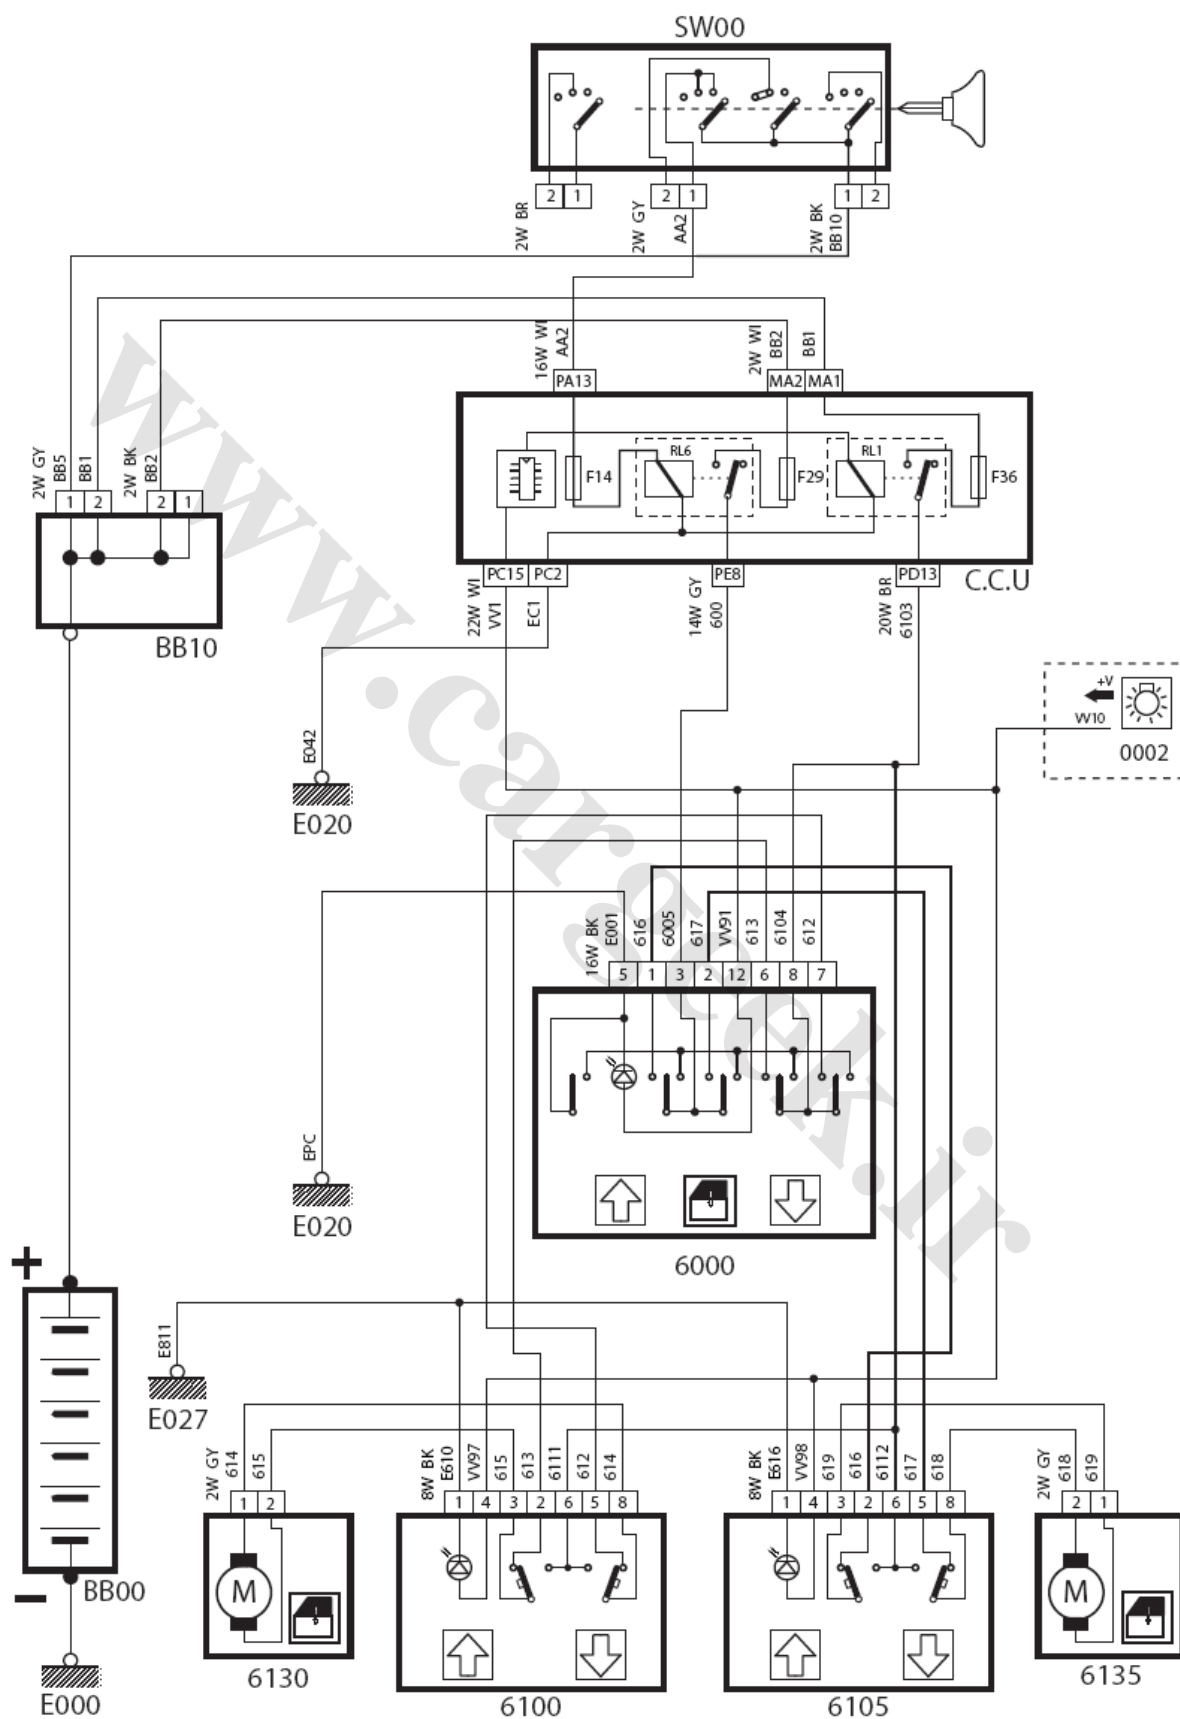 SW00
2 1 2 1 1 2
2W BR
2W GY
AA2
2W BK
BB10
16W WI
AA2
2W WI
BB2
BB1
PA13 MA2 MA1
2W GY
BB5
BB1
2W BK
BB2
1 2 2 1
BB10
RL6 RL1
F14 F29 F36
PC15 PC2 PE8 PD13
C.C.U
22W WI
VV1
EC1
14W GY
600
20W BR
6103
+V
VV10
0002
E042
E020
16W BK
E001
616
6005
617
VV91
613
6104
612
5 1 3 2 12 6 8 7
EPC
E020
6000
+
E811
E027
BB00
-
E000
2W GY
614
615
1 2
M
6130
8W BK
E610
VV97
615
613
6111
612
614
1 4 3 2 6 5 8
6100
8W BK
E616
VV98
619
616
6112
617
618
1 4 3 2 6 5 8
6105
2W GY
618
619
2 1
M
6135
www.cargeek.ir